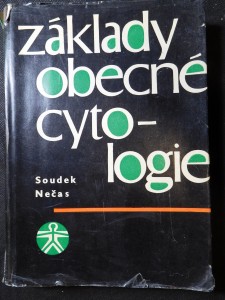 základy
obecné
cyto-
logie
Soudek
Nečas